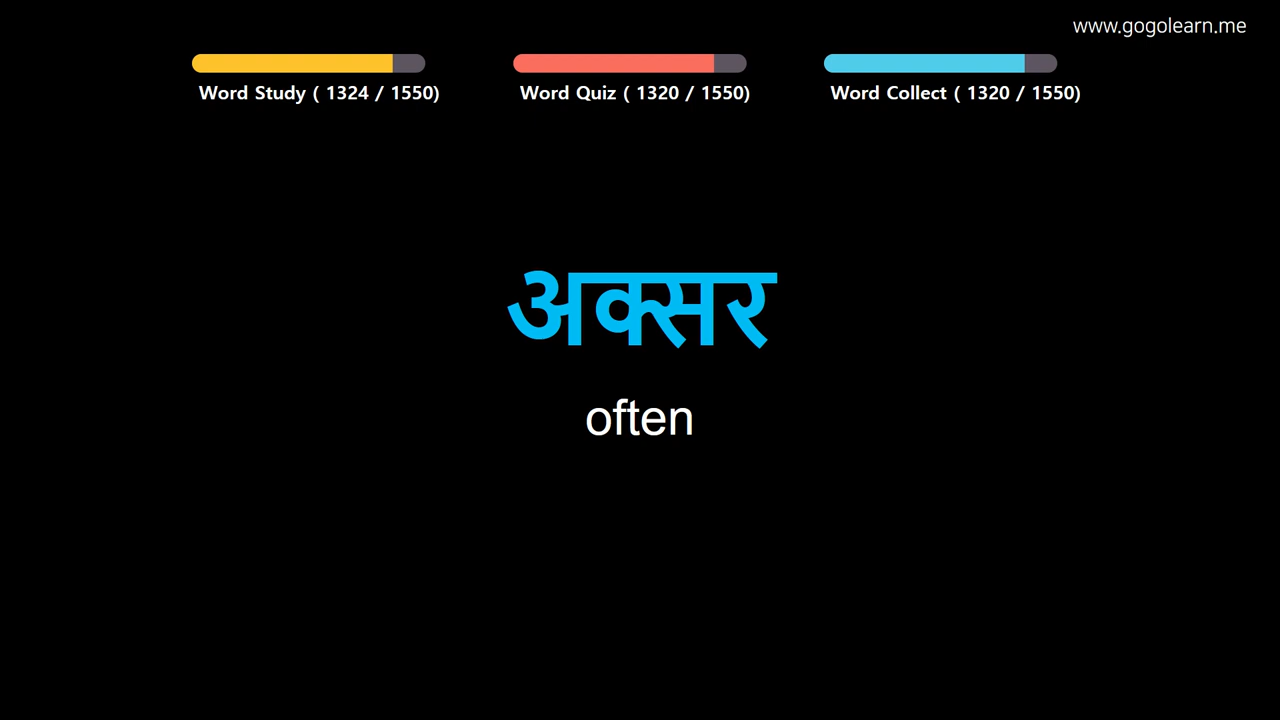 www.gogolearn.me
Word Study ( 1324 / 1550)
Word Quiz ( 1320 / 1550)
Word Collect ( 1320 / 1550)
अक्सर
often